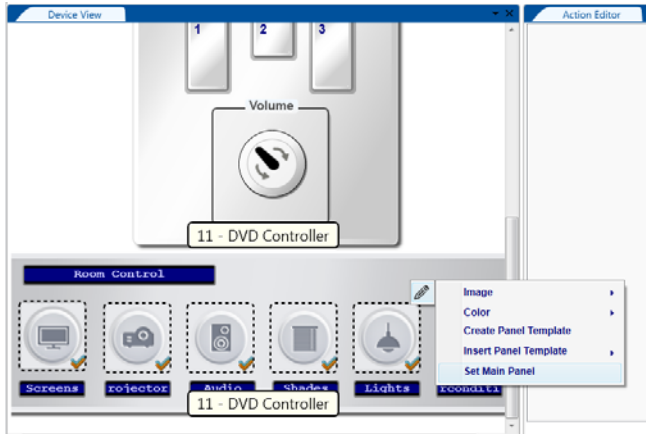 Device View
Action Editor
1
2
3
Volume
11 - DVD Controller
Room Control
Image
Color
Create Panel Template
Insert Panel Template
Set Main Panel
Screens
rojector
Audio
Shades
Lights
rconditi
11 - DVD Controller